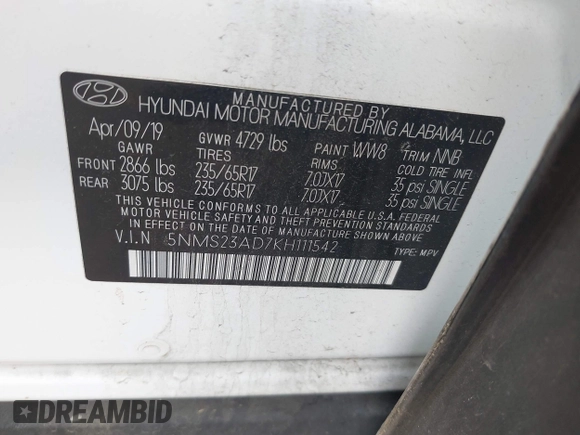 MANUFACTURED BY
HYUNDAI MOTOR MANUFACTURING ALABAMA, LLC
Apr/09/19 GVWR 4729 lbs PAINT WW8 TRIM NNB
GAWR TIRES RIMS COLD TIRE INFL
FRONT 2866 lbs 235/65R17 7.0JX17 35 psi SINGLE
REAR 3075 lbs 235/65R17 7.0JX17 35 psi SINGLE
THIS VEHICLE CONFORMS TO ALL APPLICABLE U.S.A. FEDERAL
MOTOR VEHICLE SAFETY AND THEFT PREVENTION STANDARDS
IN EFFECT ON THE DATE OF MANUFACTURE SHOWN ABOVE.
V.I.N 5NMS23AD7KH111542
TYPE: MPV
DREAMBID